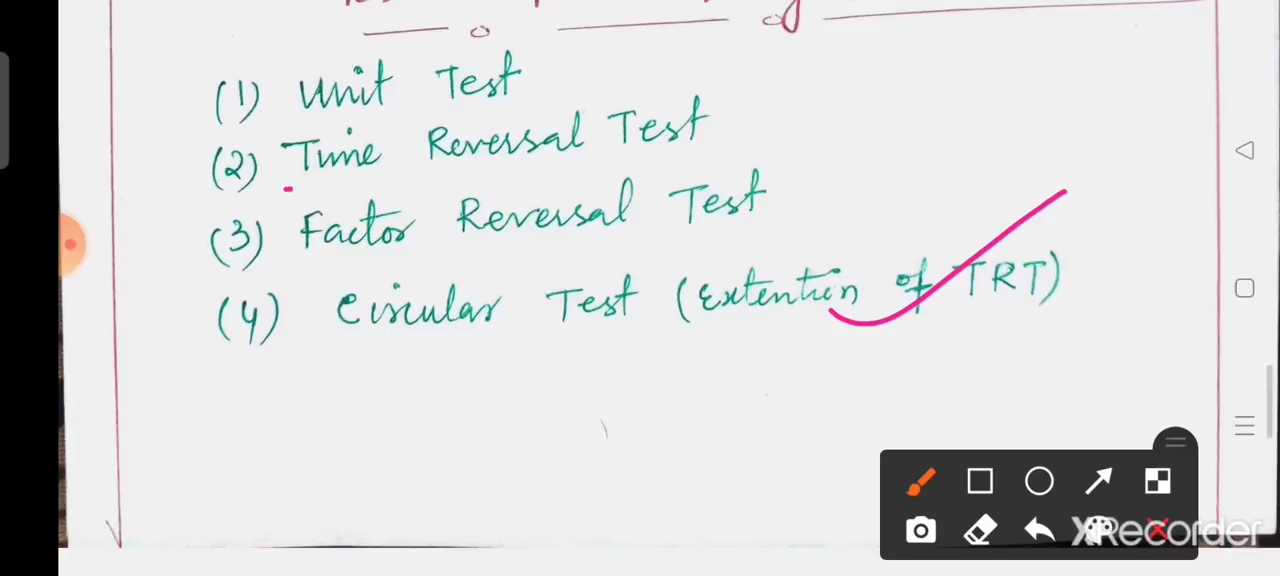 (1) Unit Test
(2) Time Reversal Test
(3) Factor Reversal Test
(4) Circular Test (Extention of TRT)
XRecorder